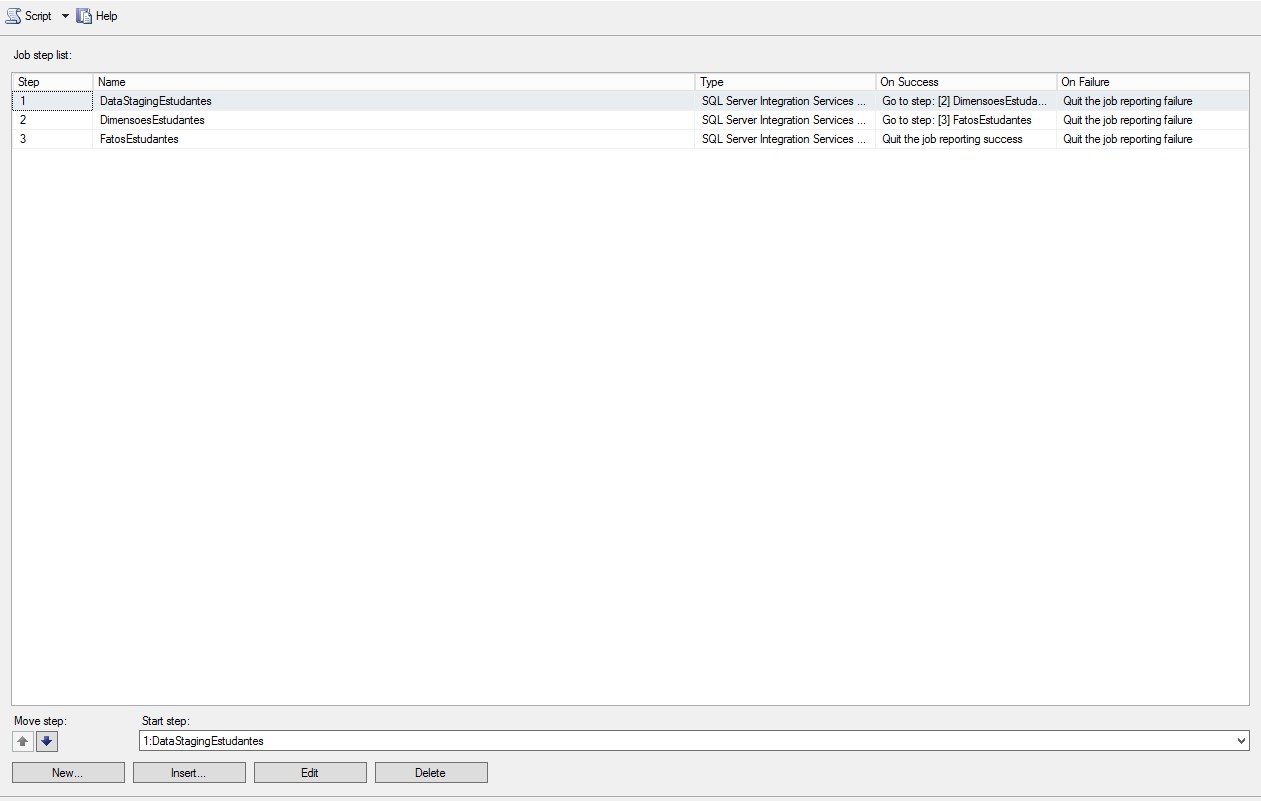 Script Help
Job step list:
Step Name Type On Success On Failure
1 DataStagingEstudantes SQL Server Integration Services ... Go to step: [2] DimensoesEstuda... Quit the job reporting failure
2 DimensoesEstudantes SQL Server Integration Services ... Go to step: [3] FatosEstudantes Quit the job reporting failure
3 FatosEstudantes SQL Server Integration Services ... Quit the job reporting success Quit the job reporting failure
Move step: Start step:
1:DataStagingEstudantes
New... Insert... Edit Delete